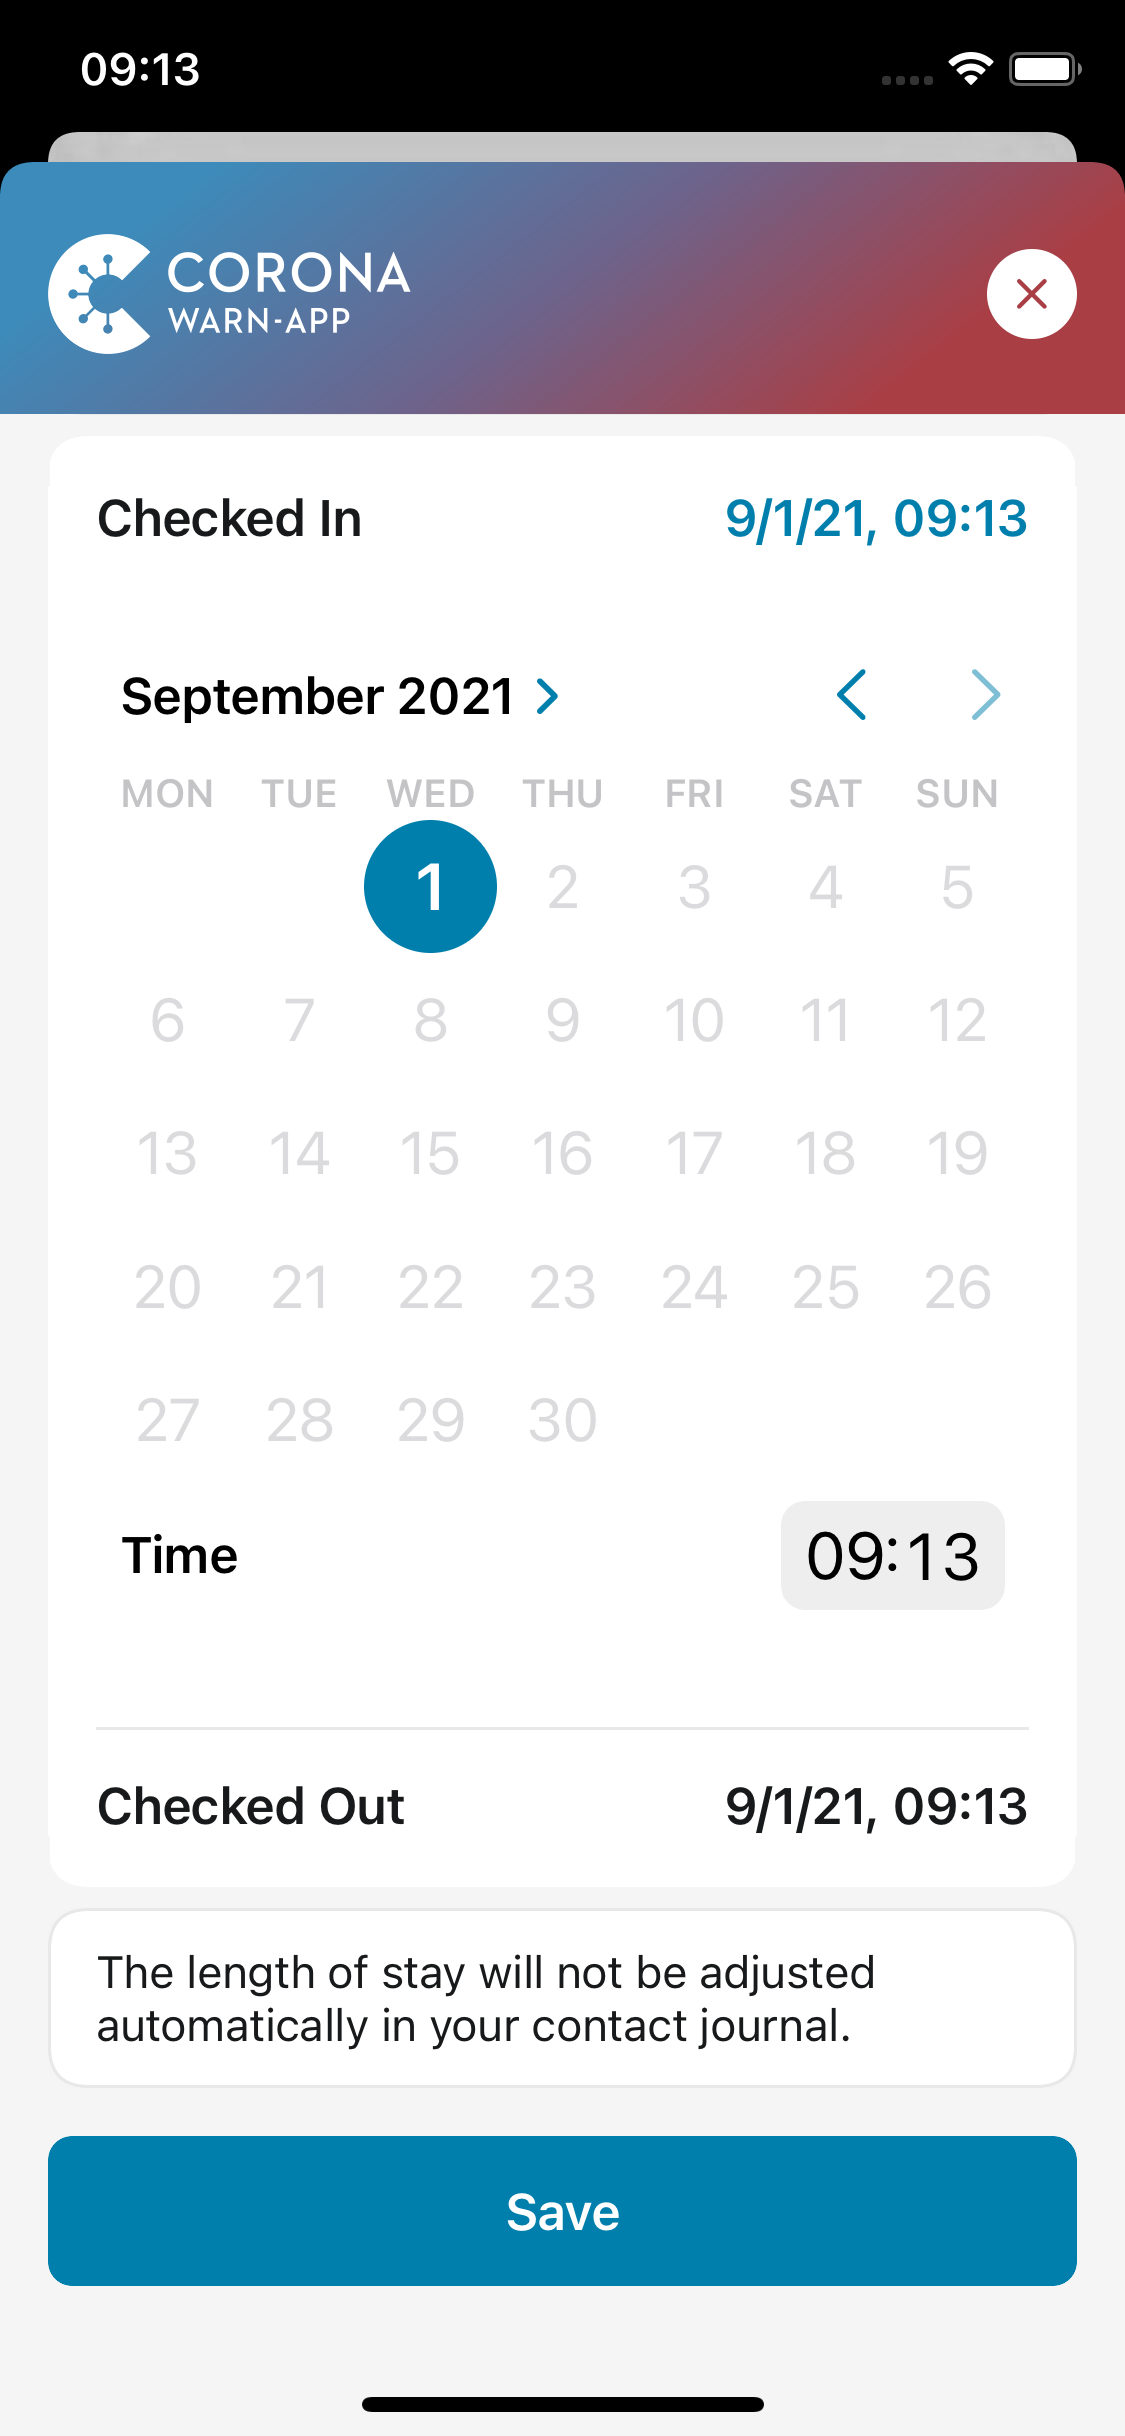 09:13
CORONA
WARN-APP
Checked In 9/1/21, 09:13
September 2021
MON TUE WED THU FRI SAT SUN
1 2 3 4 5
6 7 8 9 10 11 12
13 14 15 16 17 18 19
20 21 22 23 24 25 26
27 28 29 30
Time 09:13
Checked Out 9/1/21, 09:13
The length of stay will not be adjusted
automatically in your contact journal.
Save